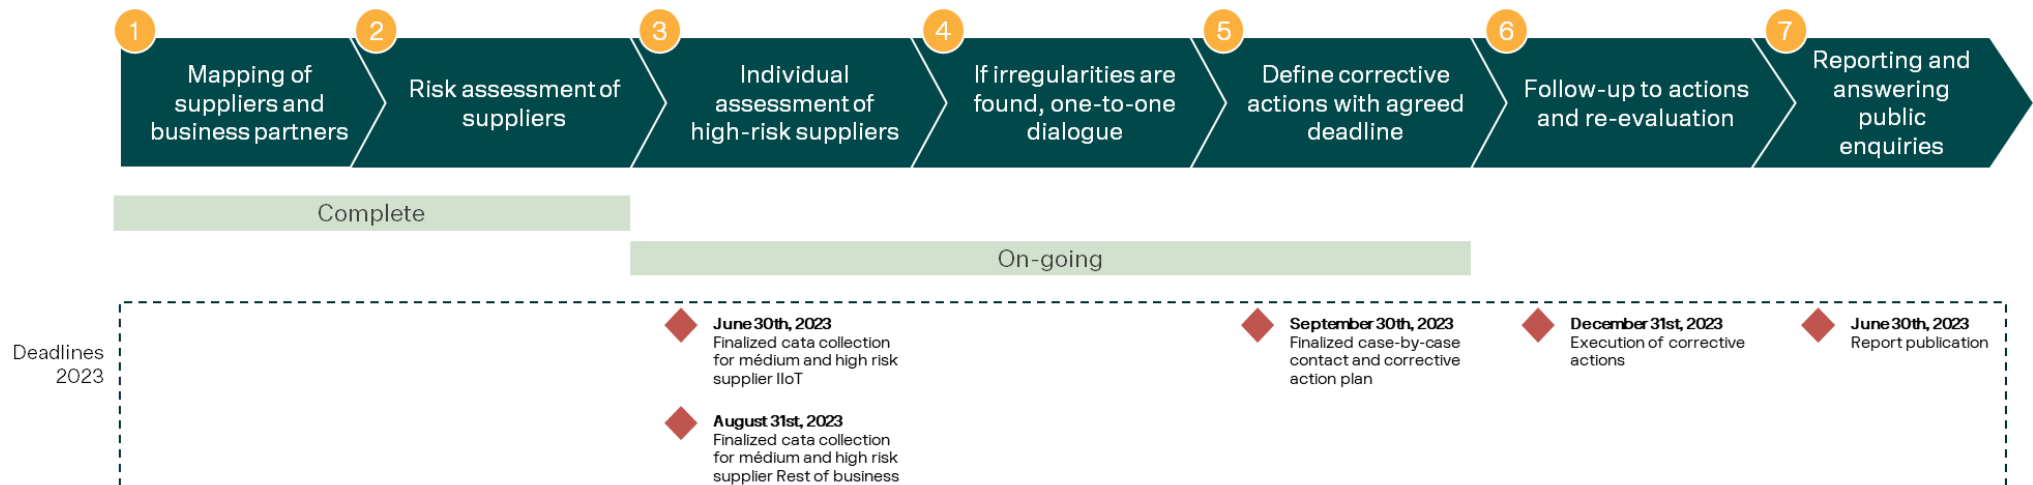 1
Mapping of
suppliers and
business partners
2
Risk assessment of
suppliers
3
Individual
assessment of
high-risk suppliers
4
If irregularities are
found, one-to-one
dialogue
5
Define corrective
actions with agreed
deadline
6
Follow-up to actions
and re-evaluation
7
Reporting and
answering
public
enquiries
Complete
On-going
Deadlines
2023
June 30th, 2023
Finalized cata collection
for médium and high risk
supplier IIoT
August 31st, 2023
Finalized cata collection
for médium and high risk
supplier Rest of business
September 30th, 2023
Finalized case-by-case
contact and corrective
action plan
December 31st, 2023
Execution of corrective
actions
June 30th, 2023
Report publication